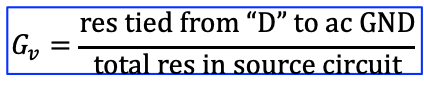 G_v = res tied from “D” to ac GND
total res in source circuit